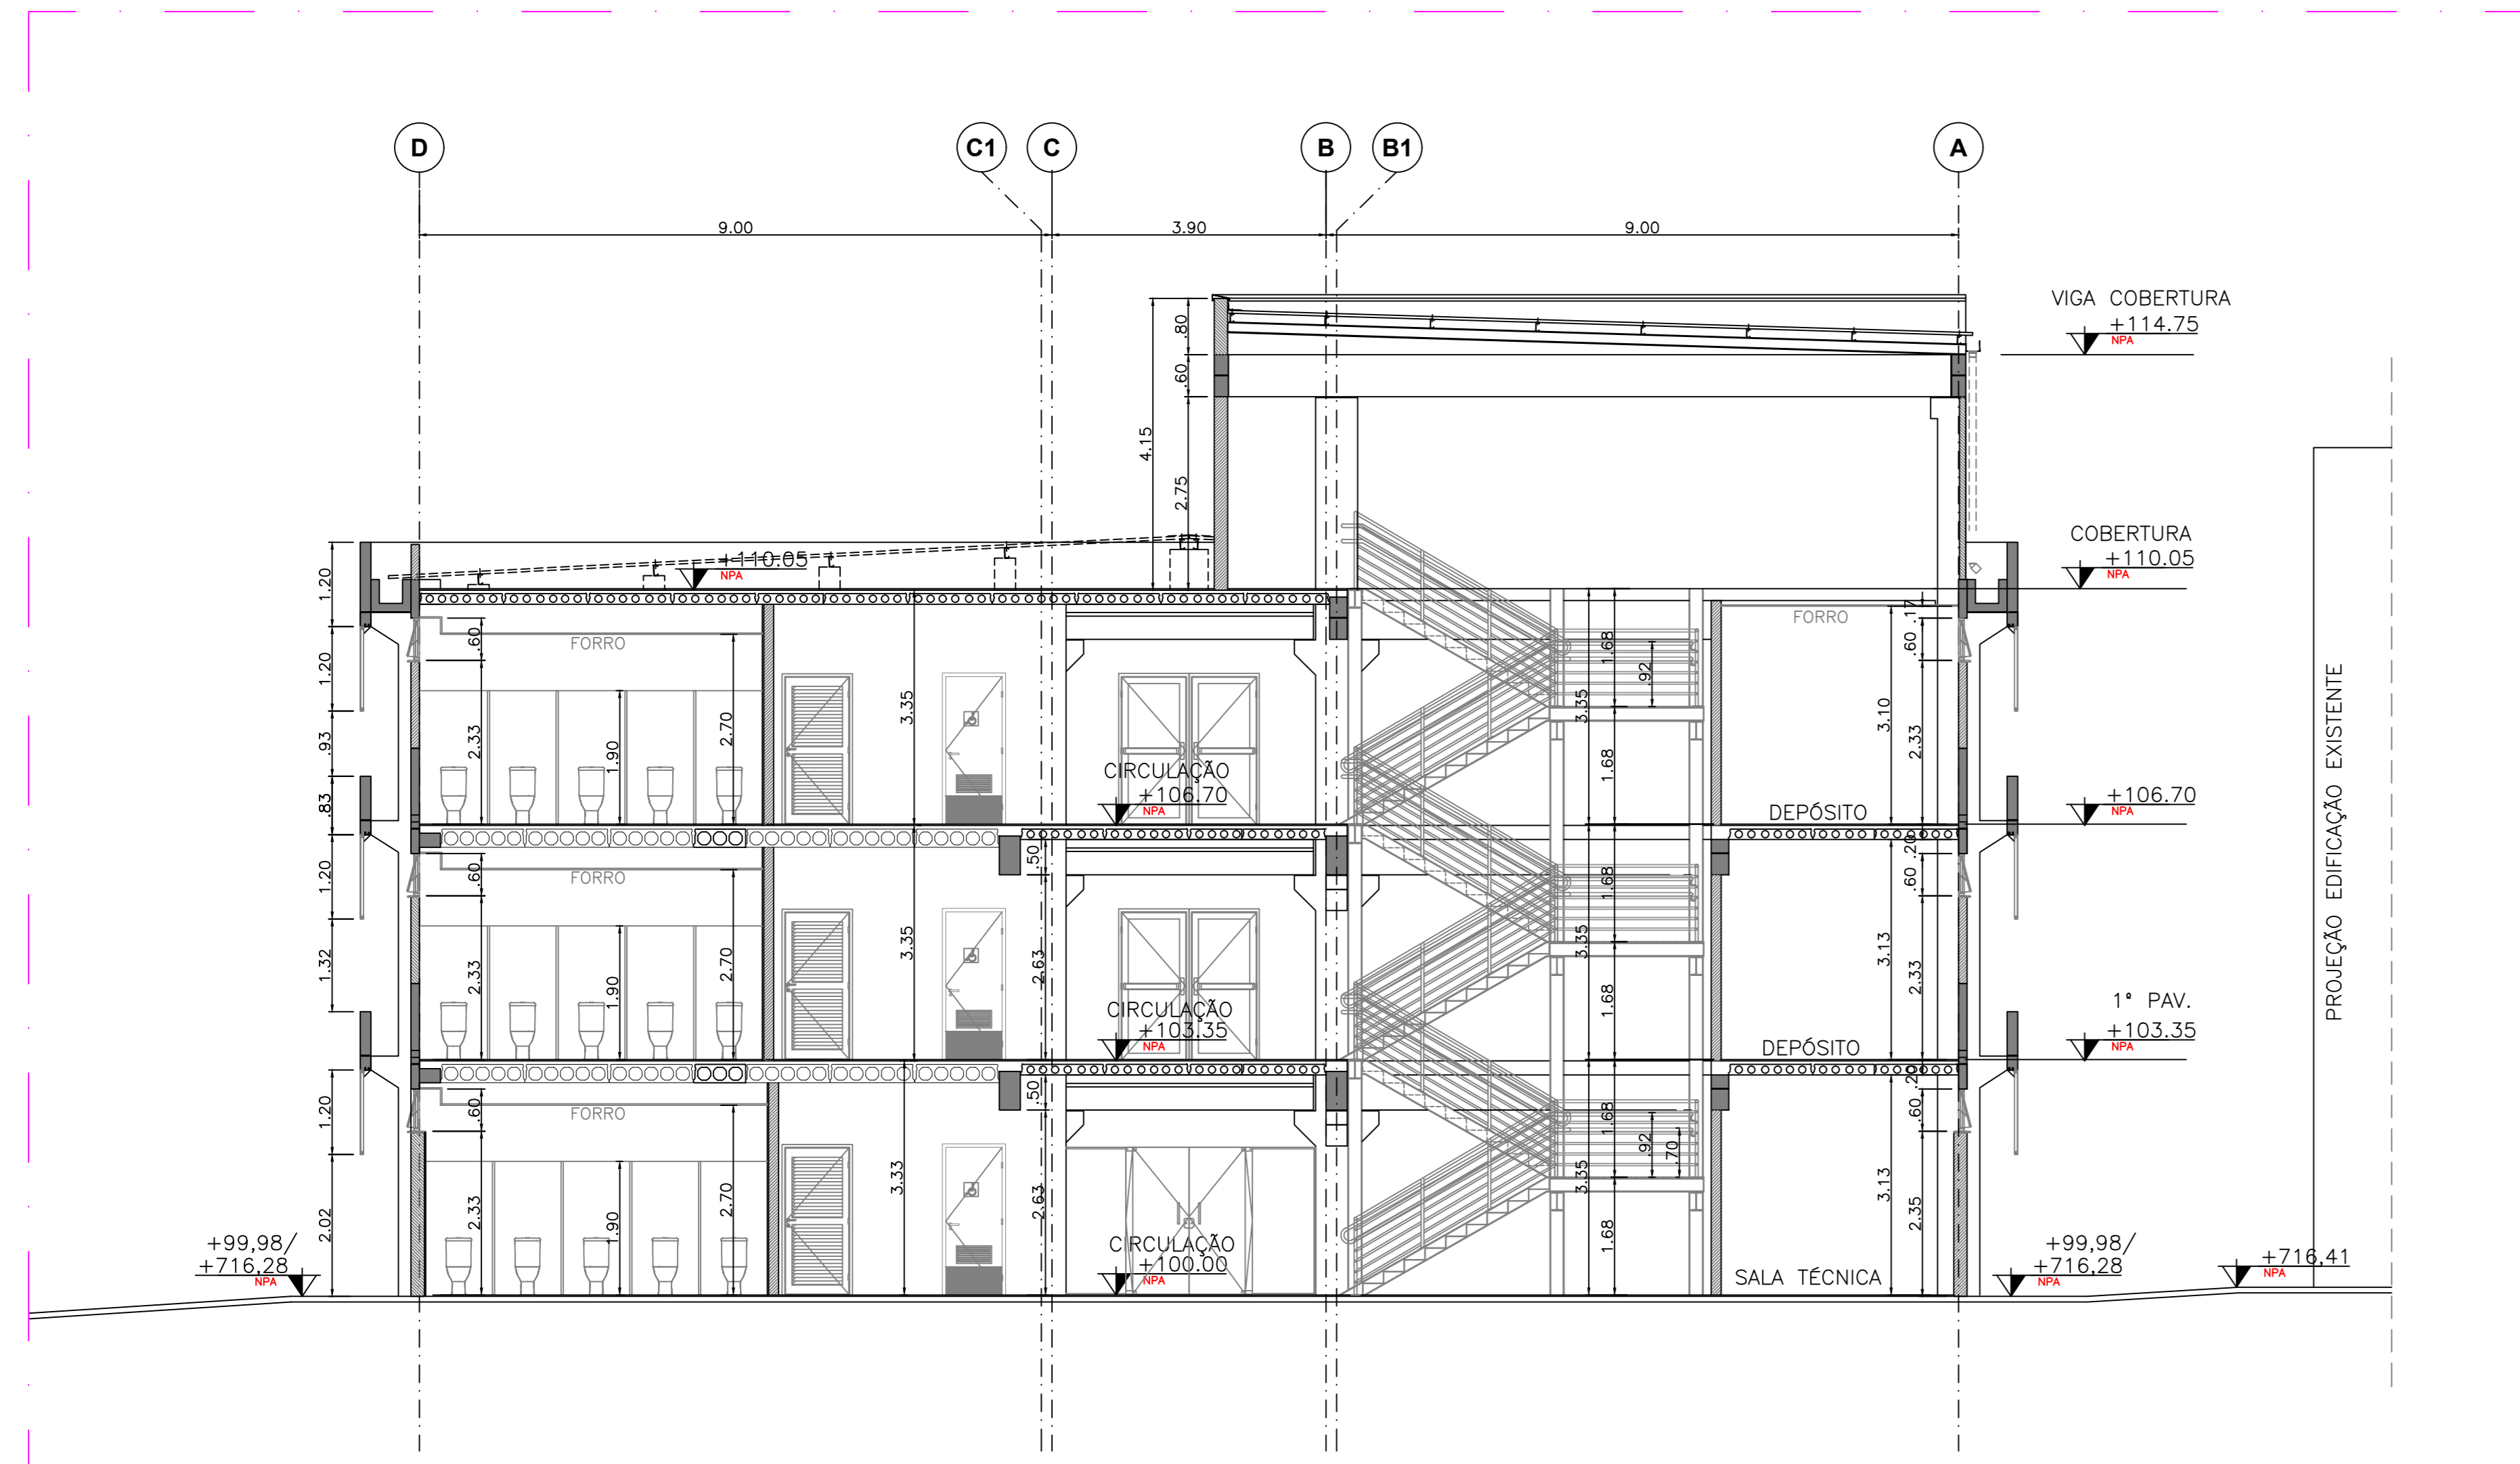 D
C1
C
B
B1
A
9.00
3.90
9.00
VIGA COBERTURA
+114.75
NPA
.80
.60
4.15
2.75
COBERTURA
+110.05
NPA
+110.05
NPA
1.20
1.20
.93
.83
1.20
1.32
1.20
2.02
FORRO
.60
2.33
1.90
2.70
3.35
CIRCULAÇÃO
+106.70
NPA
1.68
.92
3.35
1.68
FORRO
.17
.60
3.10
2.33
DEPÓSITO
+106.70
NPA
FORRO
.60
2.33
1.90
2.70
3.35
.50
2.63
CIRCULAÇÃO
+103.35
NPA
1.68
3.35
1.68
.20
.60
3.13
2.33
DEPÓSITO
1º PAV.
+103.35
NPA
FORRO
.60
2.33
1.90
2.70
3.33
.50
2.63
CIRCULAÇÃO
+100.00
NPA
1.68
.92
.70
3.35
1.68
.20
.60
3.13
2.35
SALA TÉCNICA
+99,98/
+716,28
NPA
+99,98/
+716,28
NPA
+716,41
NPA
PROJEÇÃO EDIFICAÇÃO EXISTENTE